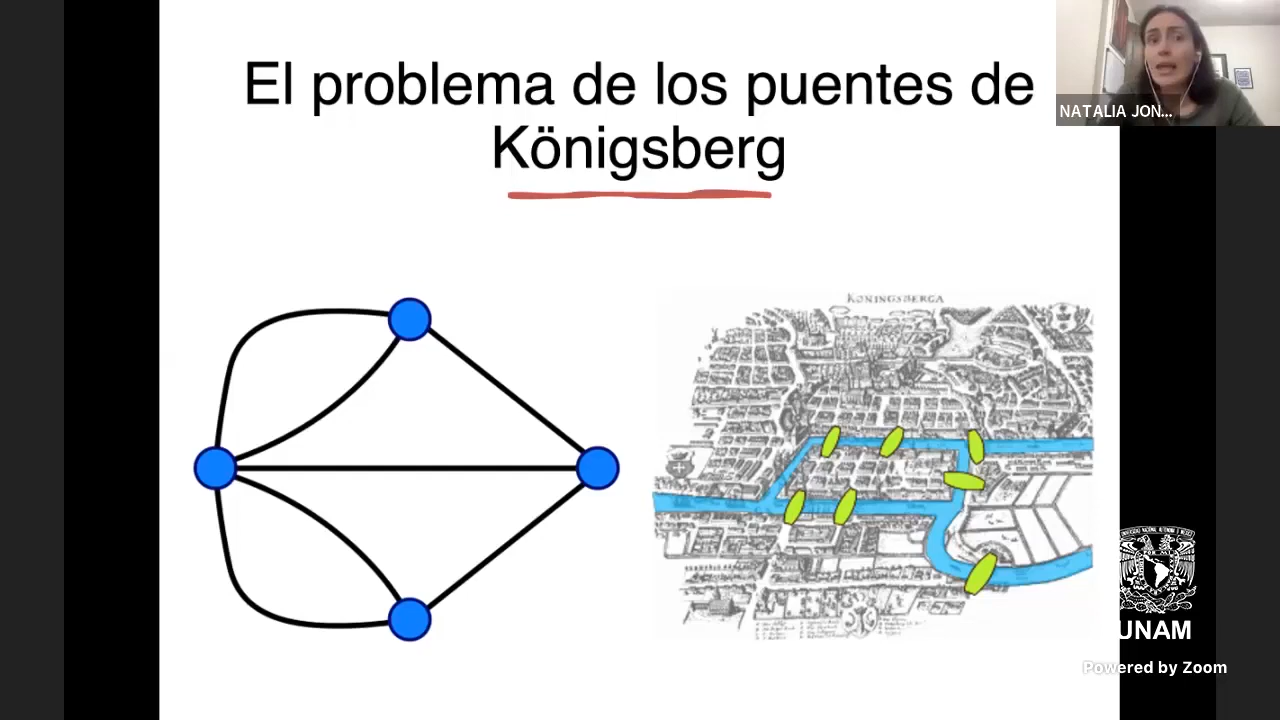 El problema de los puentes de
Königsberg
NATALIA JON...
KONINGSBERGA
UNAM
Powered by Zoom